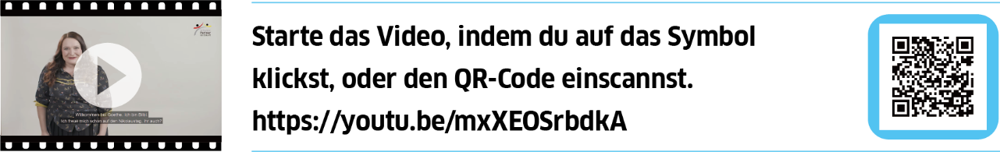 Willkommen bei Goethe. Ich bin Bibi.
Ich freue mich schon auf den Nikolaustag. Ihr auch?
Starte das Video, indem du auf das Symbol
klickst, oder den QR-Code einscannst.
https://youtu.be/mxXEOSrbdkA